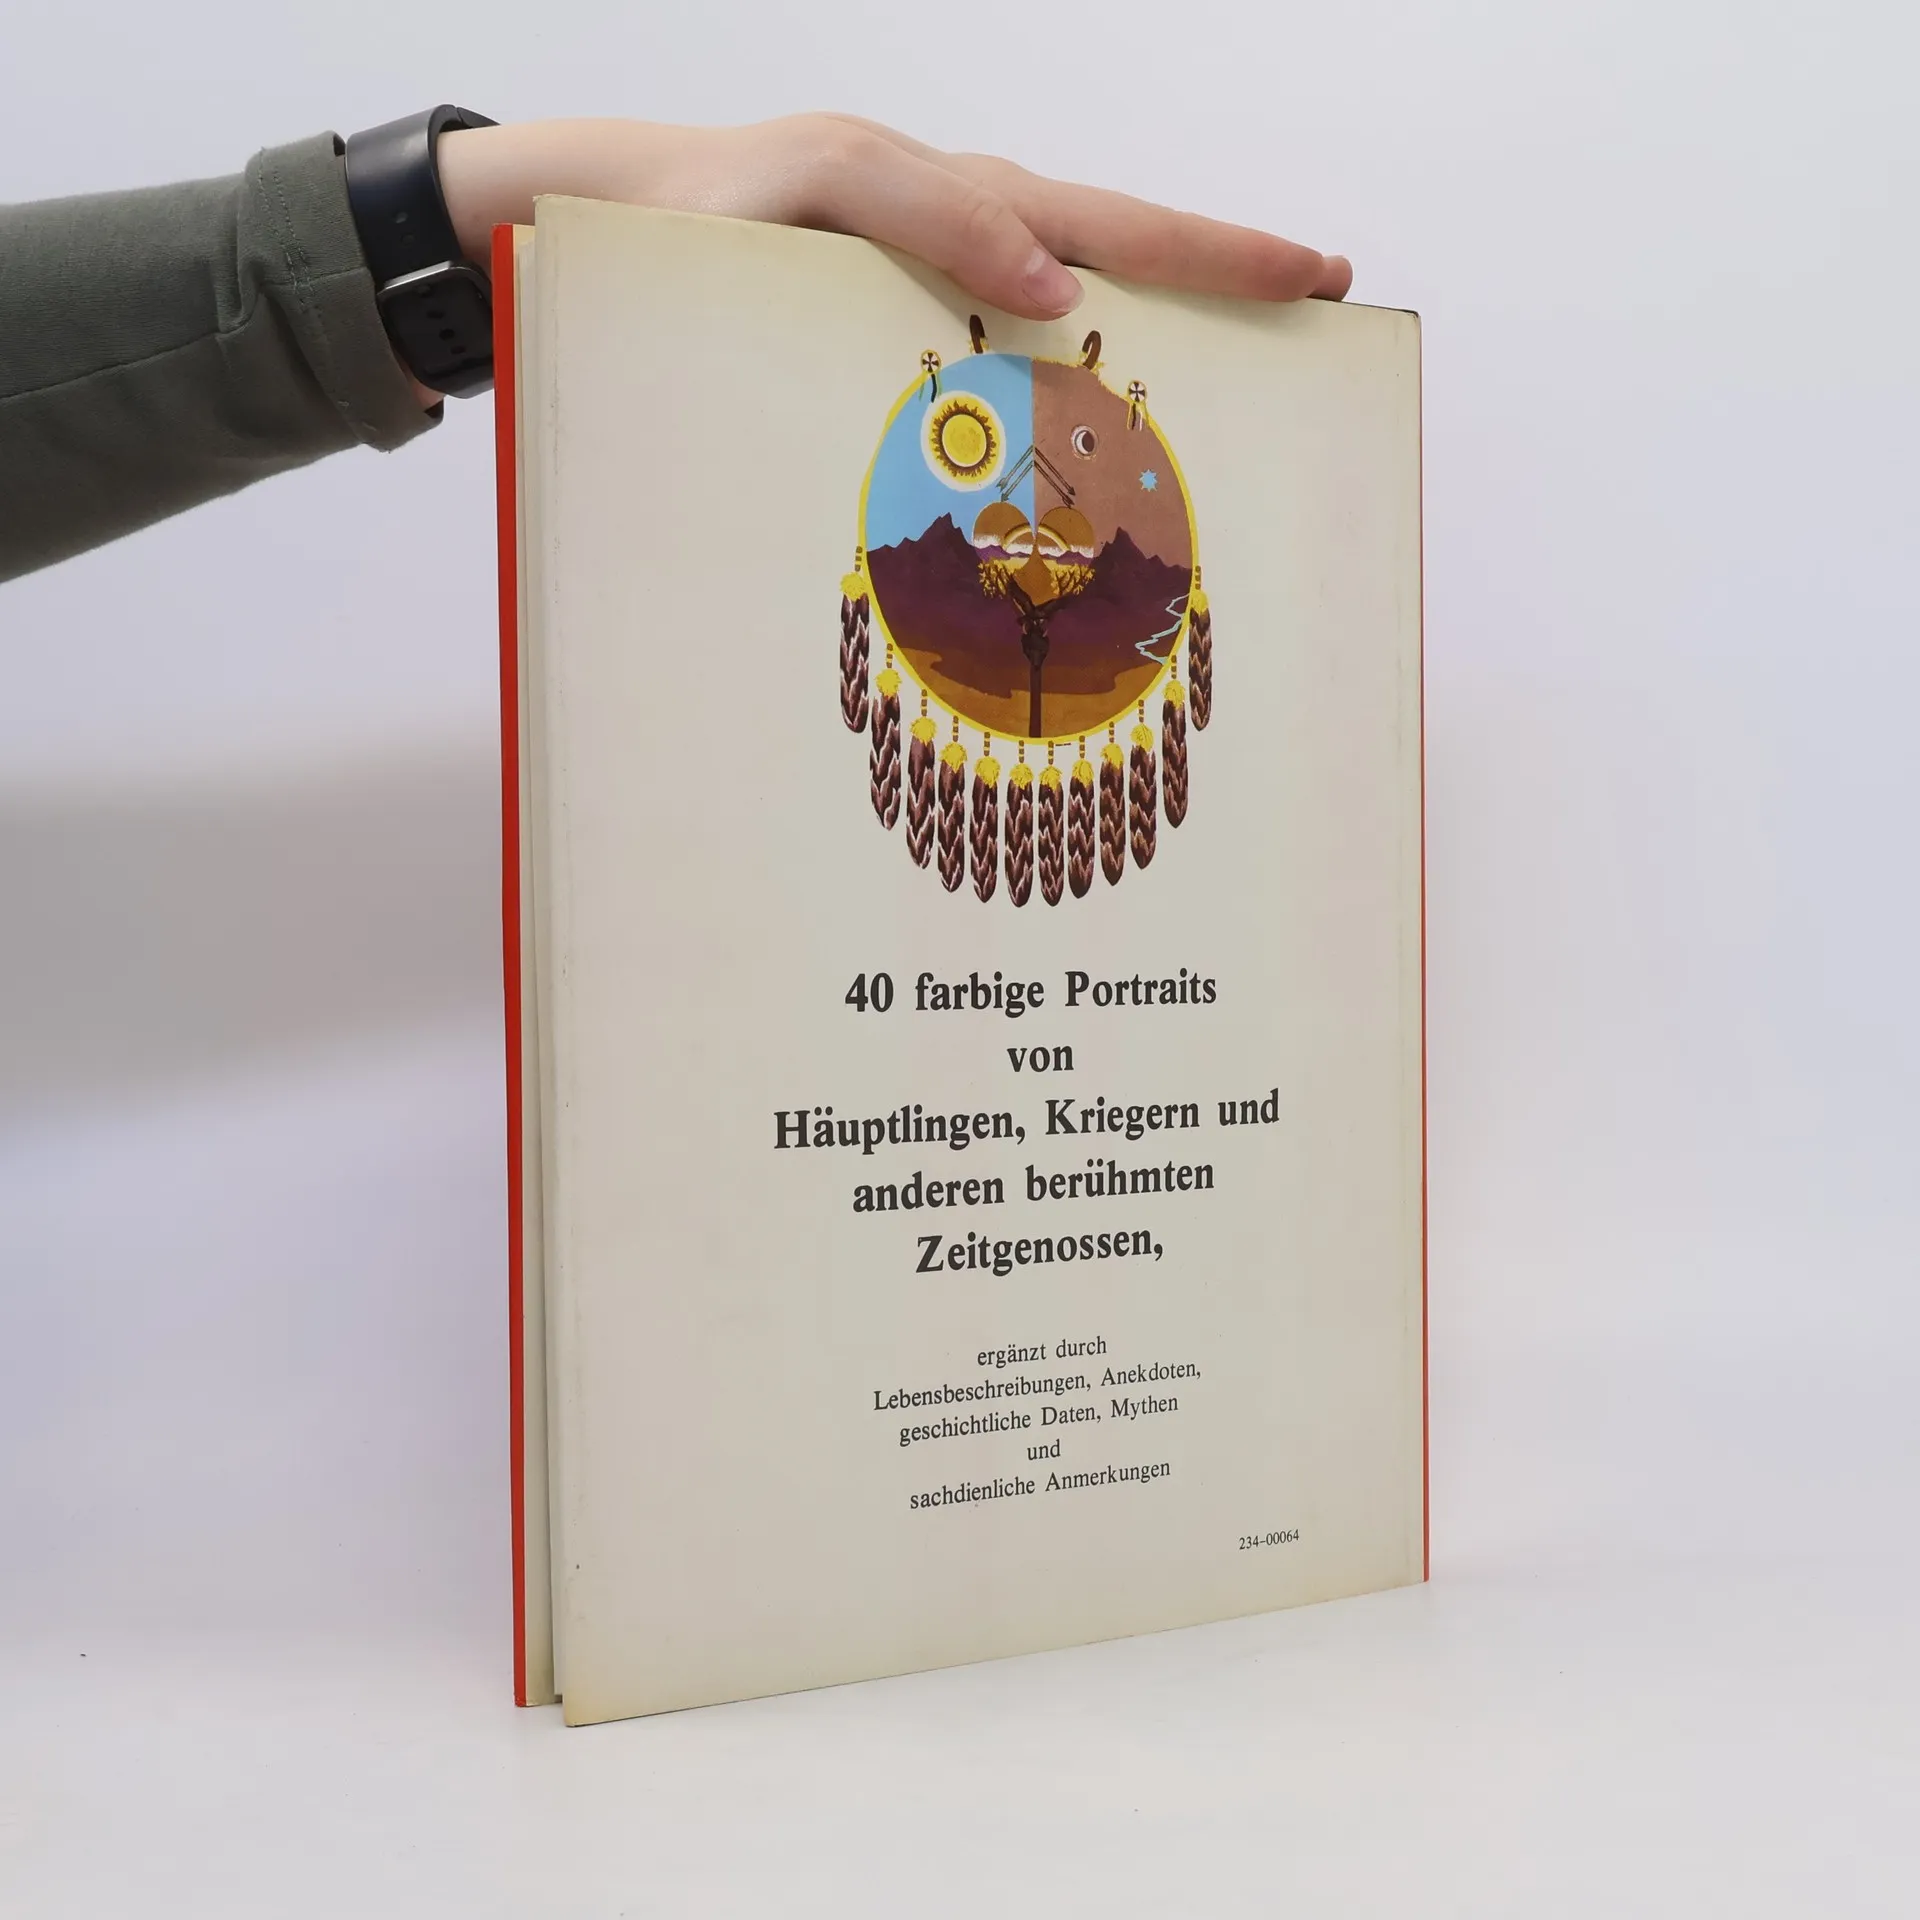 40 farbige Portraits
von
Häuptlingen, Kriegern und
anderen berühmten
Zeitgenossen,
ergänzt durch
Lebensbeschreibungen, Anekdoten,
geschichtliche Daten, Mythen
und
sachdienliche Anmerkungen
234-00064